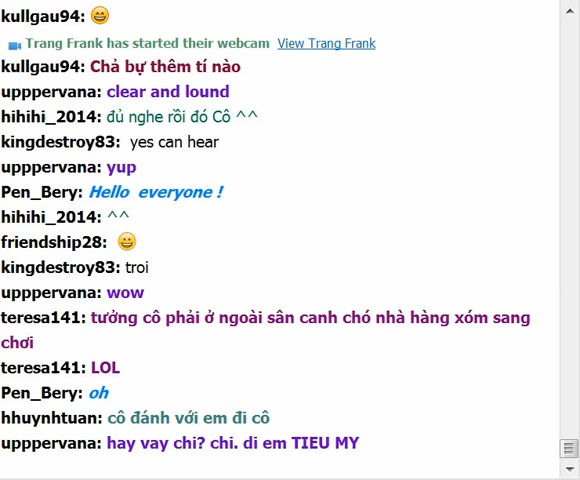 kullgau94: 😄
Trang Frank has started their webcam View Trang Frank
kullgau94: Chả bự thêm tí nào
upppervana: clear and lound
hihihi_2014: đủ nghe rồi đó Cô ^^
kingdestroy83: yes can hear
upppervana: yup
Pen_Bery: Hello everyone !
hihihi_2014: ^^
friendship28: 😀
kingdestroy83: troi
upppervana: wow
teresa141: tưởng cô phải ở ngoài sân canh chó nhà hàng xóm sang
chơi
teresa141: LOL
Pen_Bery: oh
hhuynhtuan: cô đánh với em đi cô
upppervana: hay vay chi? chi. di em TIEU MY